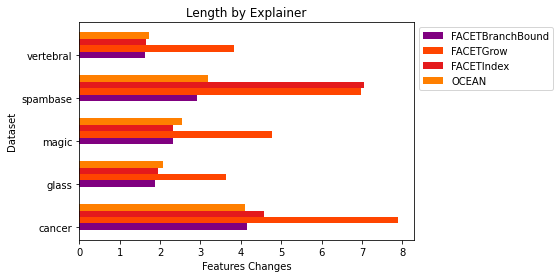 Length by Explainer
FACETBranchBound
FACETGrow
FACETIndex
OCEAN
Dataset
vertebral
spambase
magic
glass
cancer
0 1 2 3 4 5 6 7 8
Features Changes